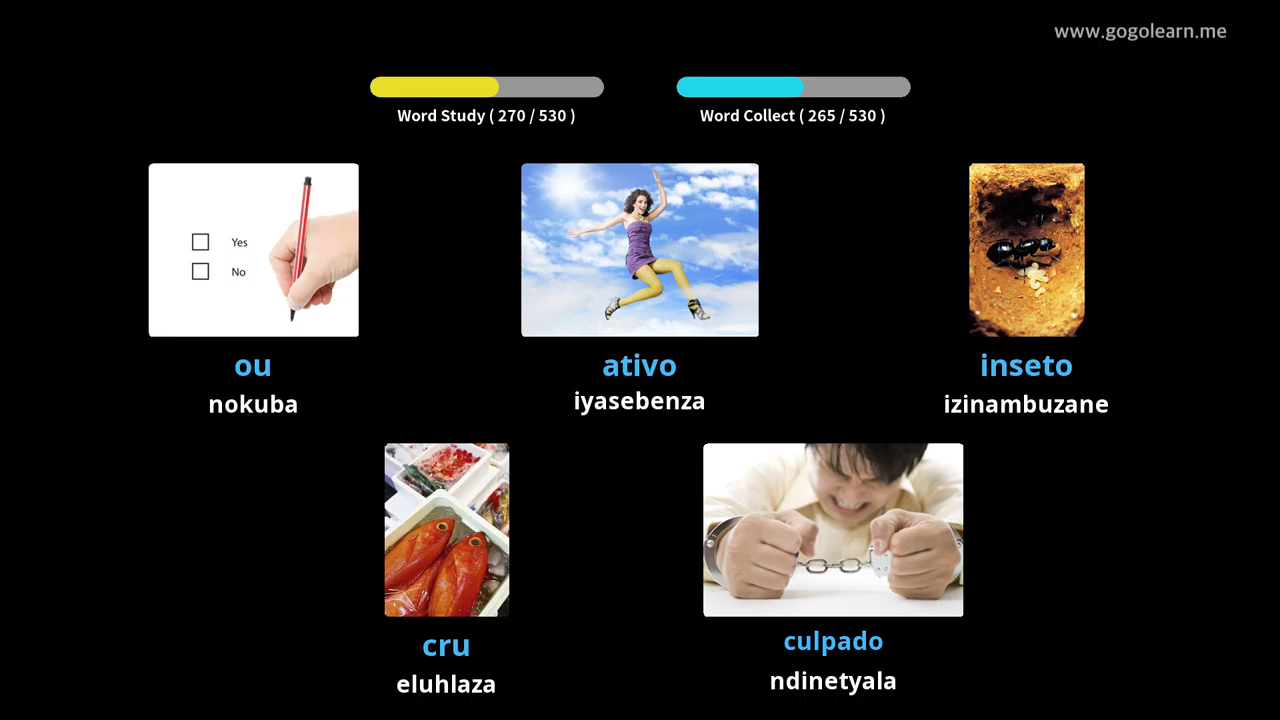 www.gogolearn.me
Word Study ( 270 / 530 )
Word Collect ( 265 / 530 )
Yes
No
ou
nokuba
ativo
iyasebenza
inseto
izinambuzane
cru
eluhlaza
culpado
ndinetyala